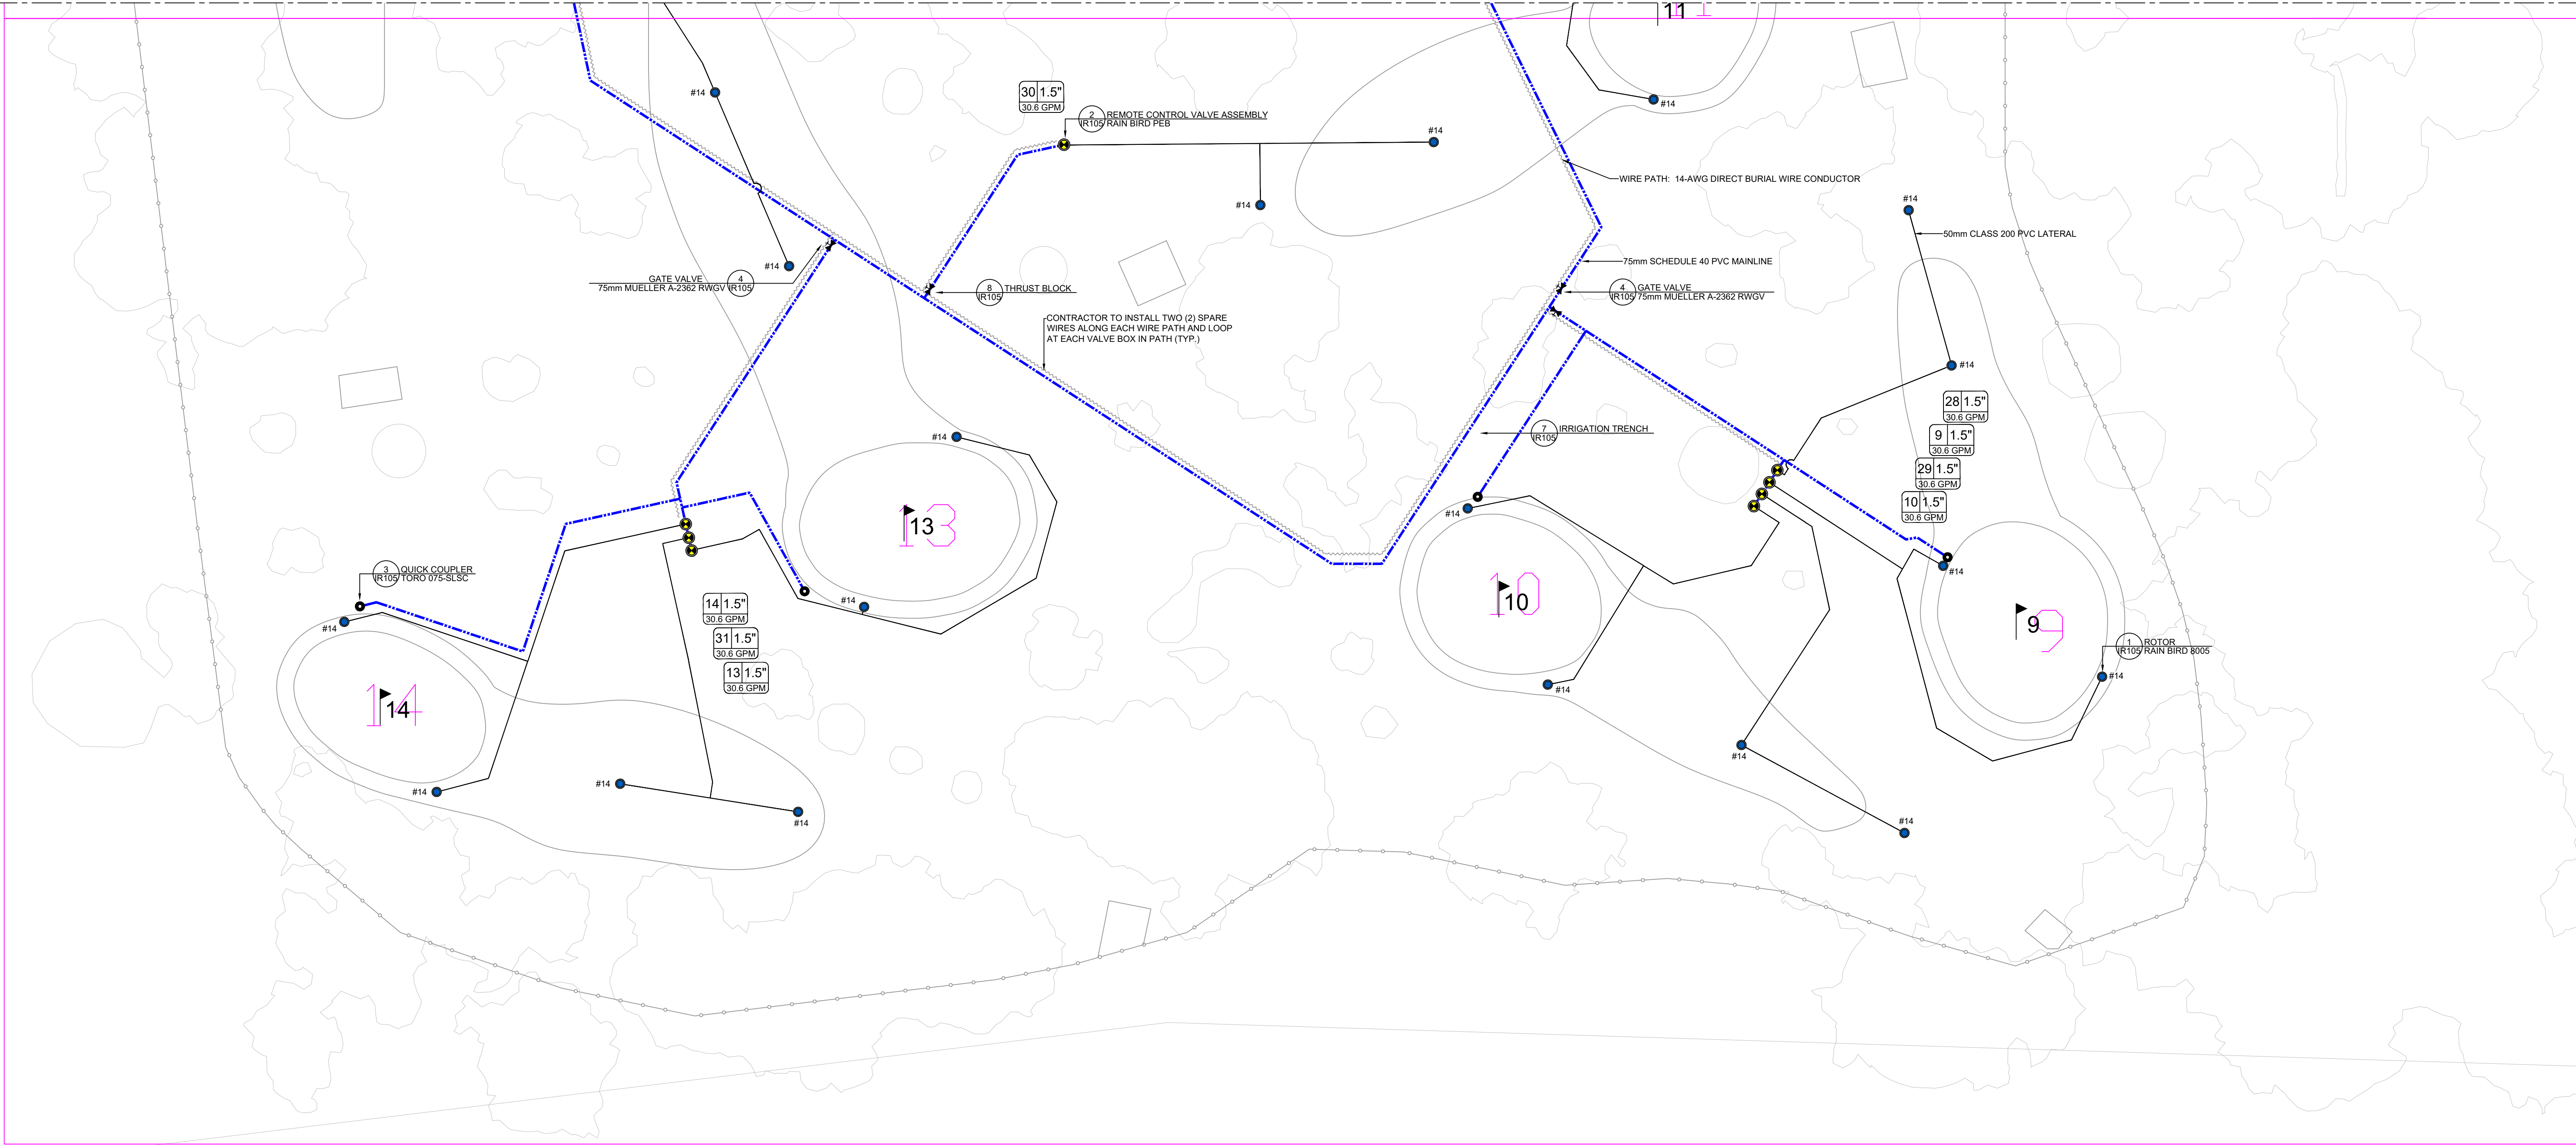 11
#14
#14
30 1.5"
30.6 GPM
2 REMOTE CONTROL VALVE ASSEMBLY
IR105 RAIN BIRD PEB
#14
#14
#14
WIRE PATH: 14-AWG DIRECT BURIAL WIRE CONDUCTOR
#14
50mm CLASS 200 PVC LATERAL
75mm SCHEDULE 40 PVC MAINLINE
GATE VALVE 4
75mm MUELLER A-2362 RWGV IR105
8 THRUST BLOCK
IR105
4 GATE VALVE
IR105 75mm MUELLER A-2362 RWGV
CONTRACTOR TO INSTALL TWO (2) SPARE
WIRES ALONG EACH WIRE PATH AND LOOP
AT EACH VALVE BOX IN PATH (TYP.)
#14
28 1.5"
30.6 GPM
9 1.5"
30.6 GPM
29 1.5"
30.6 GPM
10 1.5"
30.6 GPM
7 IRRIGATION TRENCH
IR105
#14
13
13
#14
3 QUICK COUPLER
IR105 TORO 075-SLSC
#14
#14
#14
10
10
9
9
14 1.5"
30.6 GPM
31 1.5"
30.6 GPM
13 1.5"
30.6 GPM
1 ROTOR
IR105 RAIN BIRD 8005
#14
#14
14
14
#14
#14
#14
#14
#14